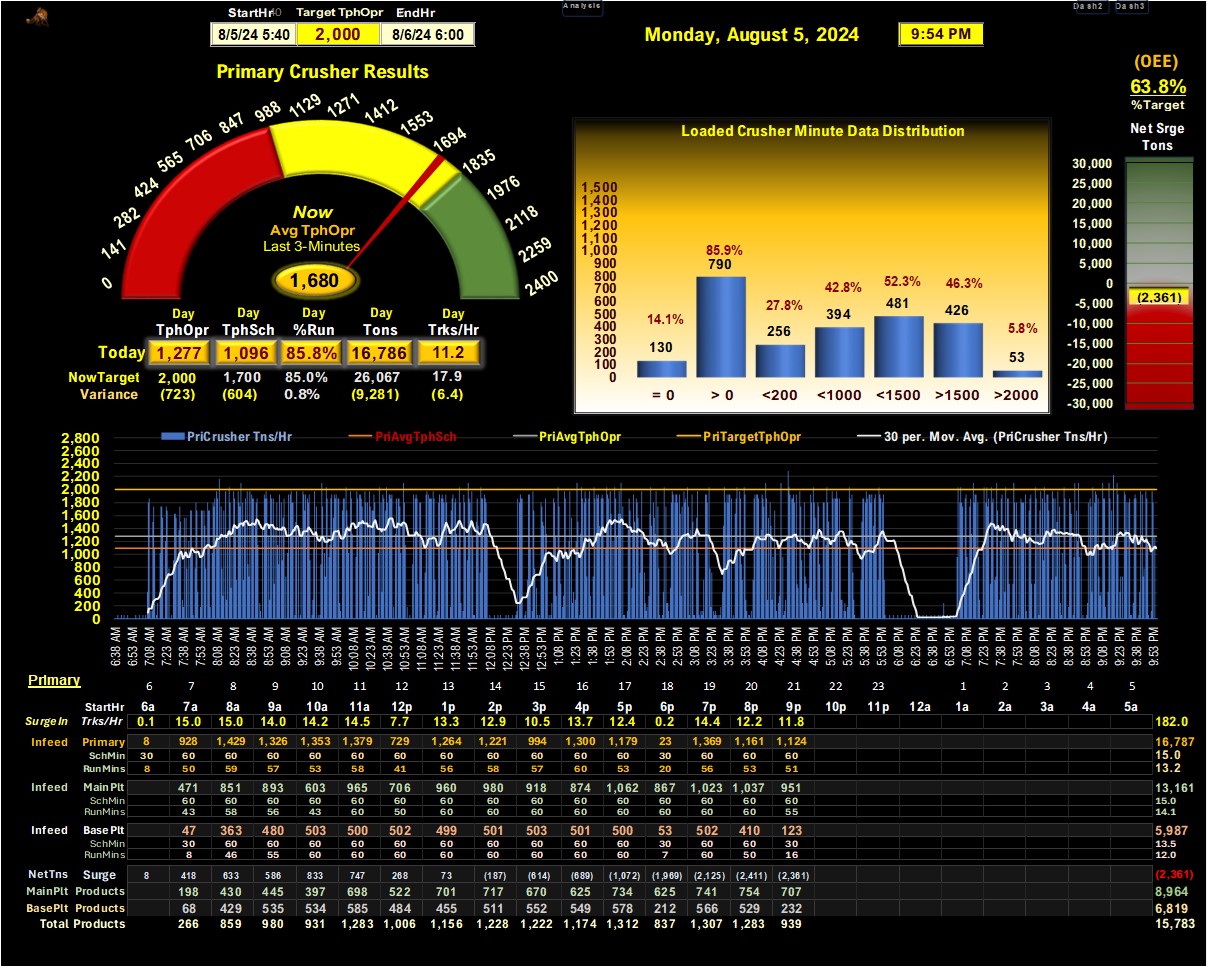 Analysis
Dash2 Dash3
StartHr Target TphOpr EndHr
8/5/24 5:40 2,000 8/6/24 6:00
Monday, August 5, 2024 9:54 PM
(OEE)
63.8%
%Target
Net Srge
Tons
Primary Crusher Results
0 141 282 424 565 706 847 988 1129 1271 1412 1553 1694 1835 1976 2118 2259 2400
Now
Avg TphOpr
Last 3-Minutes
1,680
Day Day Day Day Day
TphOpr TphSch %Run Tons Trks/Hr
Today 1,277 1,096 85.8% 16,786 11.2
NowTarget 2,000 1,700 85.0% 26,067 17.9
Variance (723) (604) 0.8% (9,281) (6.4)
Loaded Crusher Minute Data Distribution
1,500
1,400
1,300
1,200
1,100
1,000
900
800
700
600
500
400
300
200
100
0
14.1% 85.9% 27.8% 42.8% 52.3% 46.3% 5.8%
130 790 256 394 481 426 53
= 0 > 0 <200 <1000 <1500 >1500 >2000
30,000
25,000
20,000
15,000
10,000
5,000
0
(2,361)
-5,000
-10,000
-15,000
-20,000
-25,000
-30,000
PriCrusher Tns/Hr PriAvgTphSch PriAvgTphOpr PriTargetTphOpr 30 per. Mov. Avg. (PriCrusher Tns/Hr)
2,800
2,600
2,400
2,200
2,000
1,800
1,600
1,400
1,200
1,000
800
600
400
200
0
6:38 AM 6:53 AM 7:08 AM 7:23 AM 7:38 AM 7:53 AM 8:08 AM 8:23 AM 8:38 AM 8:53 AM 9:08 AM 9:23 AM 9:38 AM 9:53 AM 10:08 AM 10:23 AM 10:38 AM 10:53 AM 11:08 AM 11:23 AM 11:38 AM 11:53 AM 12:08 PM 12:23 PM 12:38 PM 12:53 PM 1:08 PM 1:23 PM 1:38 PM 1:53 PM 2:08 PM 2:23 PM 2:38 PM 2:53 PM 3:08 PM 3:23 PM 3:38 PM 3:53 PM 4:08 PM 4:23 PM 4:38 PM 4:53 PM 5:08 PM 5:23 PM 5:38 PM 5:53 PM 6:08 PM 6:23 PM 6:38 PM 6:53 PM 7:08 PM 7:23 PM 7:38 PM 7:53 PM 8:08 PM 8:23 PM 8:38 PM 8:53 PM 9:08 PM 9:23 PM 9:38 PM 9:53 PM
Primary 6 7 8 9 10 11 12 13 14 15 16 17 18 19 20 21 22 23 1 2 3 4 5
StartHr 6a 7a 8a 9a 10a 11a 12p 1p 2p 3p 4p 5p 6p 7p 8p 9p 10p 11p 12a 1a 2a 3a 4a 5a
SurgeIn Trks/Hr 0.1 15.0 15.0 14.0 14.2 14.5 7.7 13.3 12.9 10.5 13.7 12.4 0.2 14.4 12.2 11.8 182.0
Infeed Primary 8 928 1,429 1,326 1,353 1,379 729 1,264 1,221 994 1,300 1,179 23 1,369 1,161 1,124 16,787
SchMin 30 60 60 60 60 60 60 60 60 60 60 60 30 60 60 60 15.0
RunMins 8 50 59 57 53 58 41 56 58 57 60 53 20 56 53 51 13.2
Infeed MainPlt 471 851 893 603 965 706 960 980 918 874 1,062 867 1,023 1,037 951 13,161
SchMin 60 60 60 60 60 60 60 60 60 60 60 60 60 60 60 15.0
RunMins 43 58 56 43 60 50 60 60 60 60 60 60 60 60 55 14.1
Infeed BasePlt 47 363 480 503 500 502 499 501 503 501 500 53 502 410 123 5,987
SchMin 30 60 60 60 60 60 60 60 60 60 60 30 60 60 30 13.5
RunMins 8 46 55 60 60 60 60 60 60 60 60 7 60 50 16 12.0
NetTns Surge 8 418 633 586 833 747 268 73 (187) (614) (689) (1,072) (1,969) (2,125) (2,411) (2,361) (2,361)
MainPlt Products 198 430 445 397 698 522 701 717 670 625 734 625 741 754 707 8,964
BasePlt Products 68 429 535 534 585 484 455 511 552 549 578 212 566 529 232 6,819
Total Products 266 859 980 931 1,283 1,006 1,156 1,228 1,222 1,174 1,312 837 1,307 1,283 939 15,783